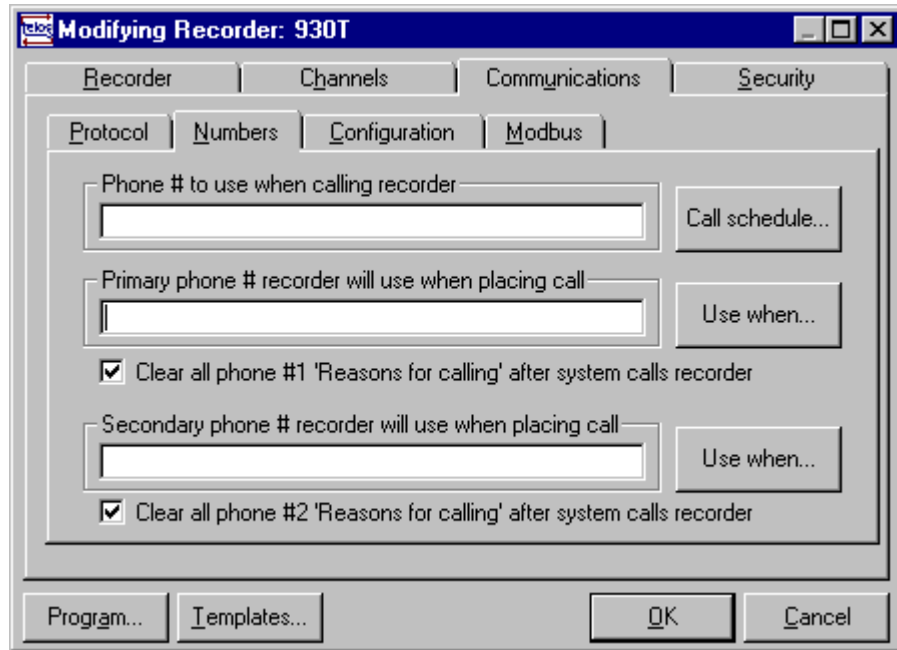 telog Modifying Recorder: 930T
Recorder Channels Communications Security
Protocol Numbers Configuration Modbus
Phone # to use when calling recorder
Call schedule...
Primary phone # recorder will use when placing call
Use when...
Clear all phone #1 'Reasons for calling' after system calls recorder
Secondary phone # recorder will use when placing call
Use when...
Clear all phone #2 'Reasons for calling' after system calls recorder
Program... Templates... OK Cancel